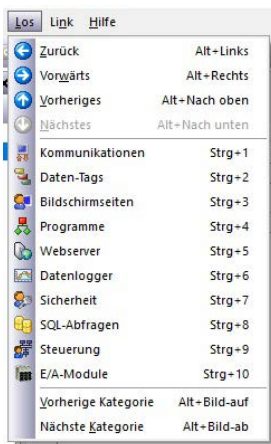 Los Link Hilfe
Zurück Alt+Links
Vorwärts Alt+Rechts
Vorheriges Alt+Nach oben
Nächstes Alt+Nach unten
Kommunikationen Strg+1
Daten-Tags Strg+2
Bildschirmseiten Strg+3
Programme Strg+4
Webserver Strg+5
Datenlogger Strg+6
Sicherheit Strg+7
SQL-Abfragen Strg+8
Steuerung Strg+9
E/A-Module Strg+10
Vorherige Kategorie Alt+Bild-auf
Nächste Kategorie Alt+Bild-ab